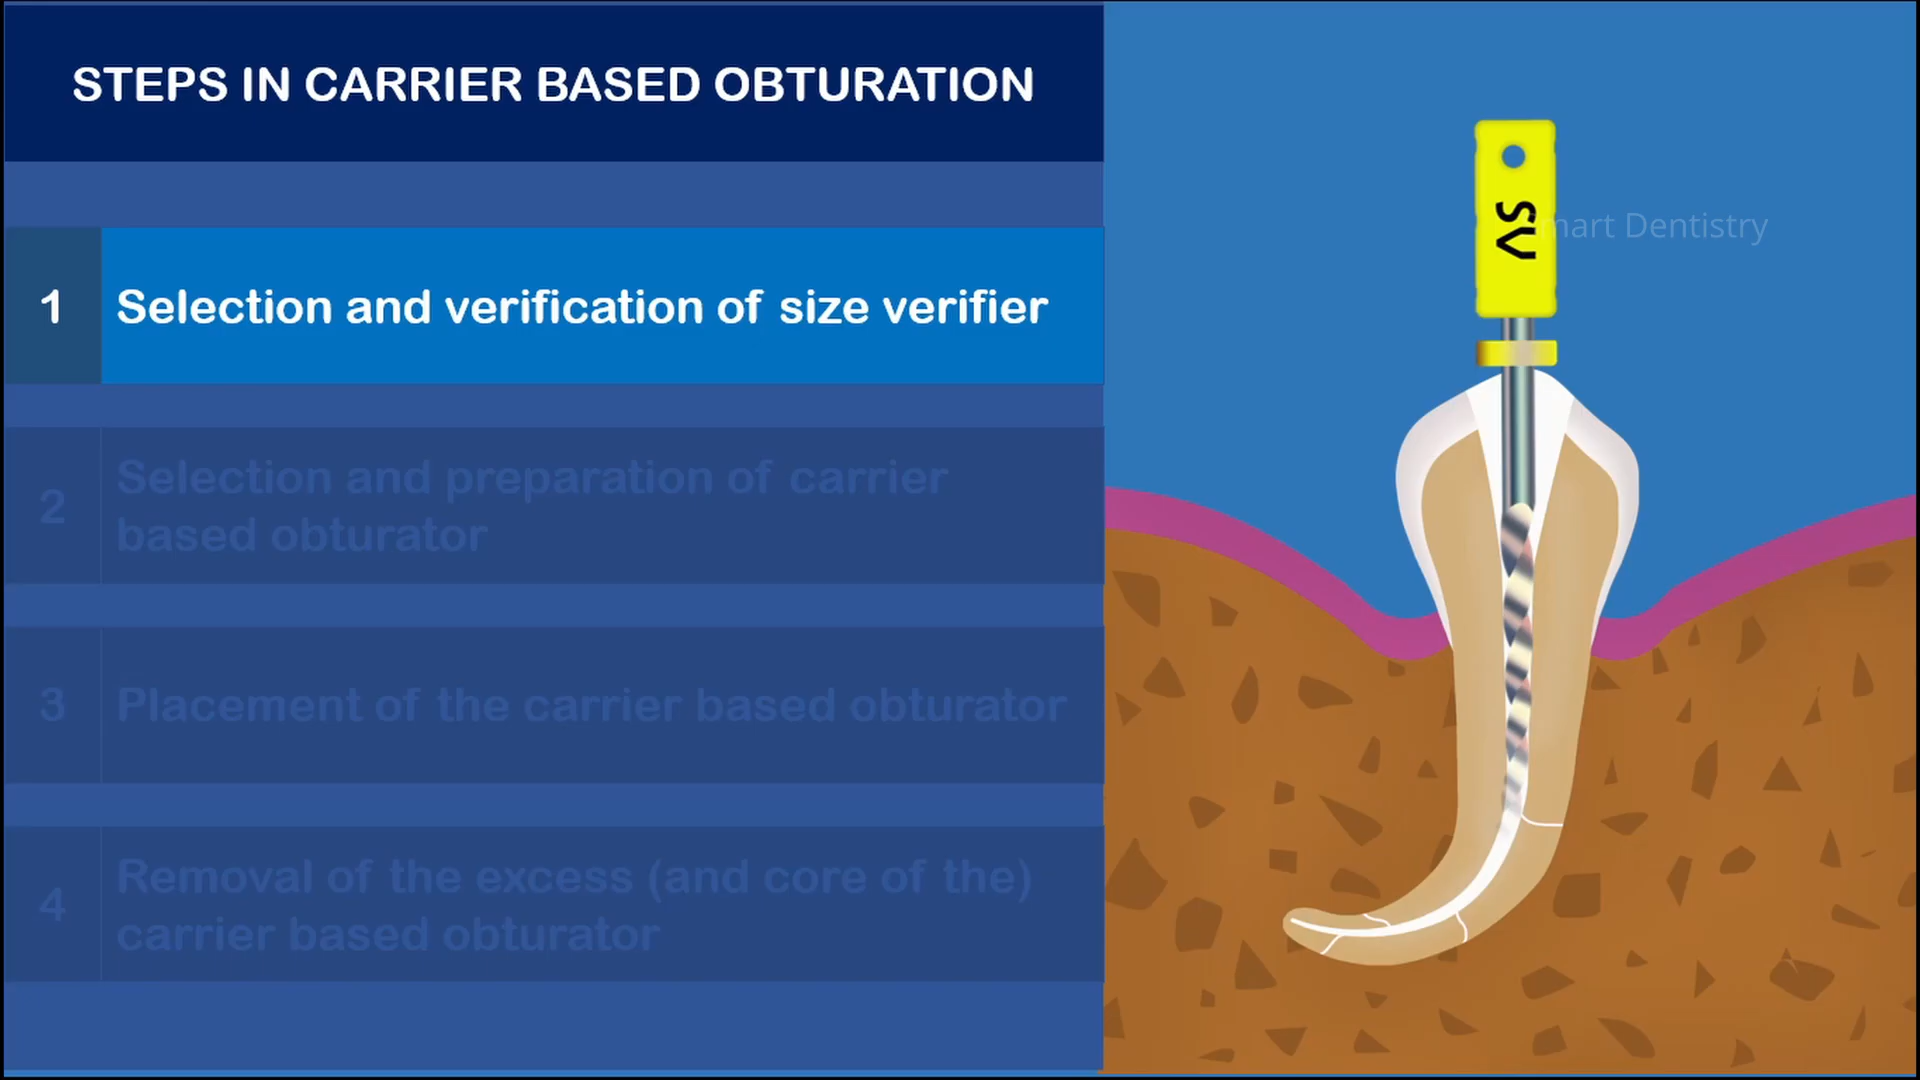 STEPS IN CARRIER BASED OBTURATION
1 Selection and verification of size verifier
2 Selection and preparation of carrier
based obturator
3 Placement of the carrier based obturator
4 Removal of the excess (and core of the)
carrier based obturator
SV
Smart Dentistry